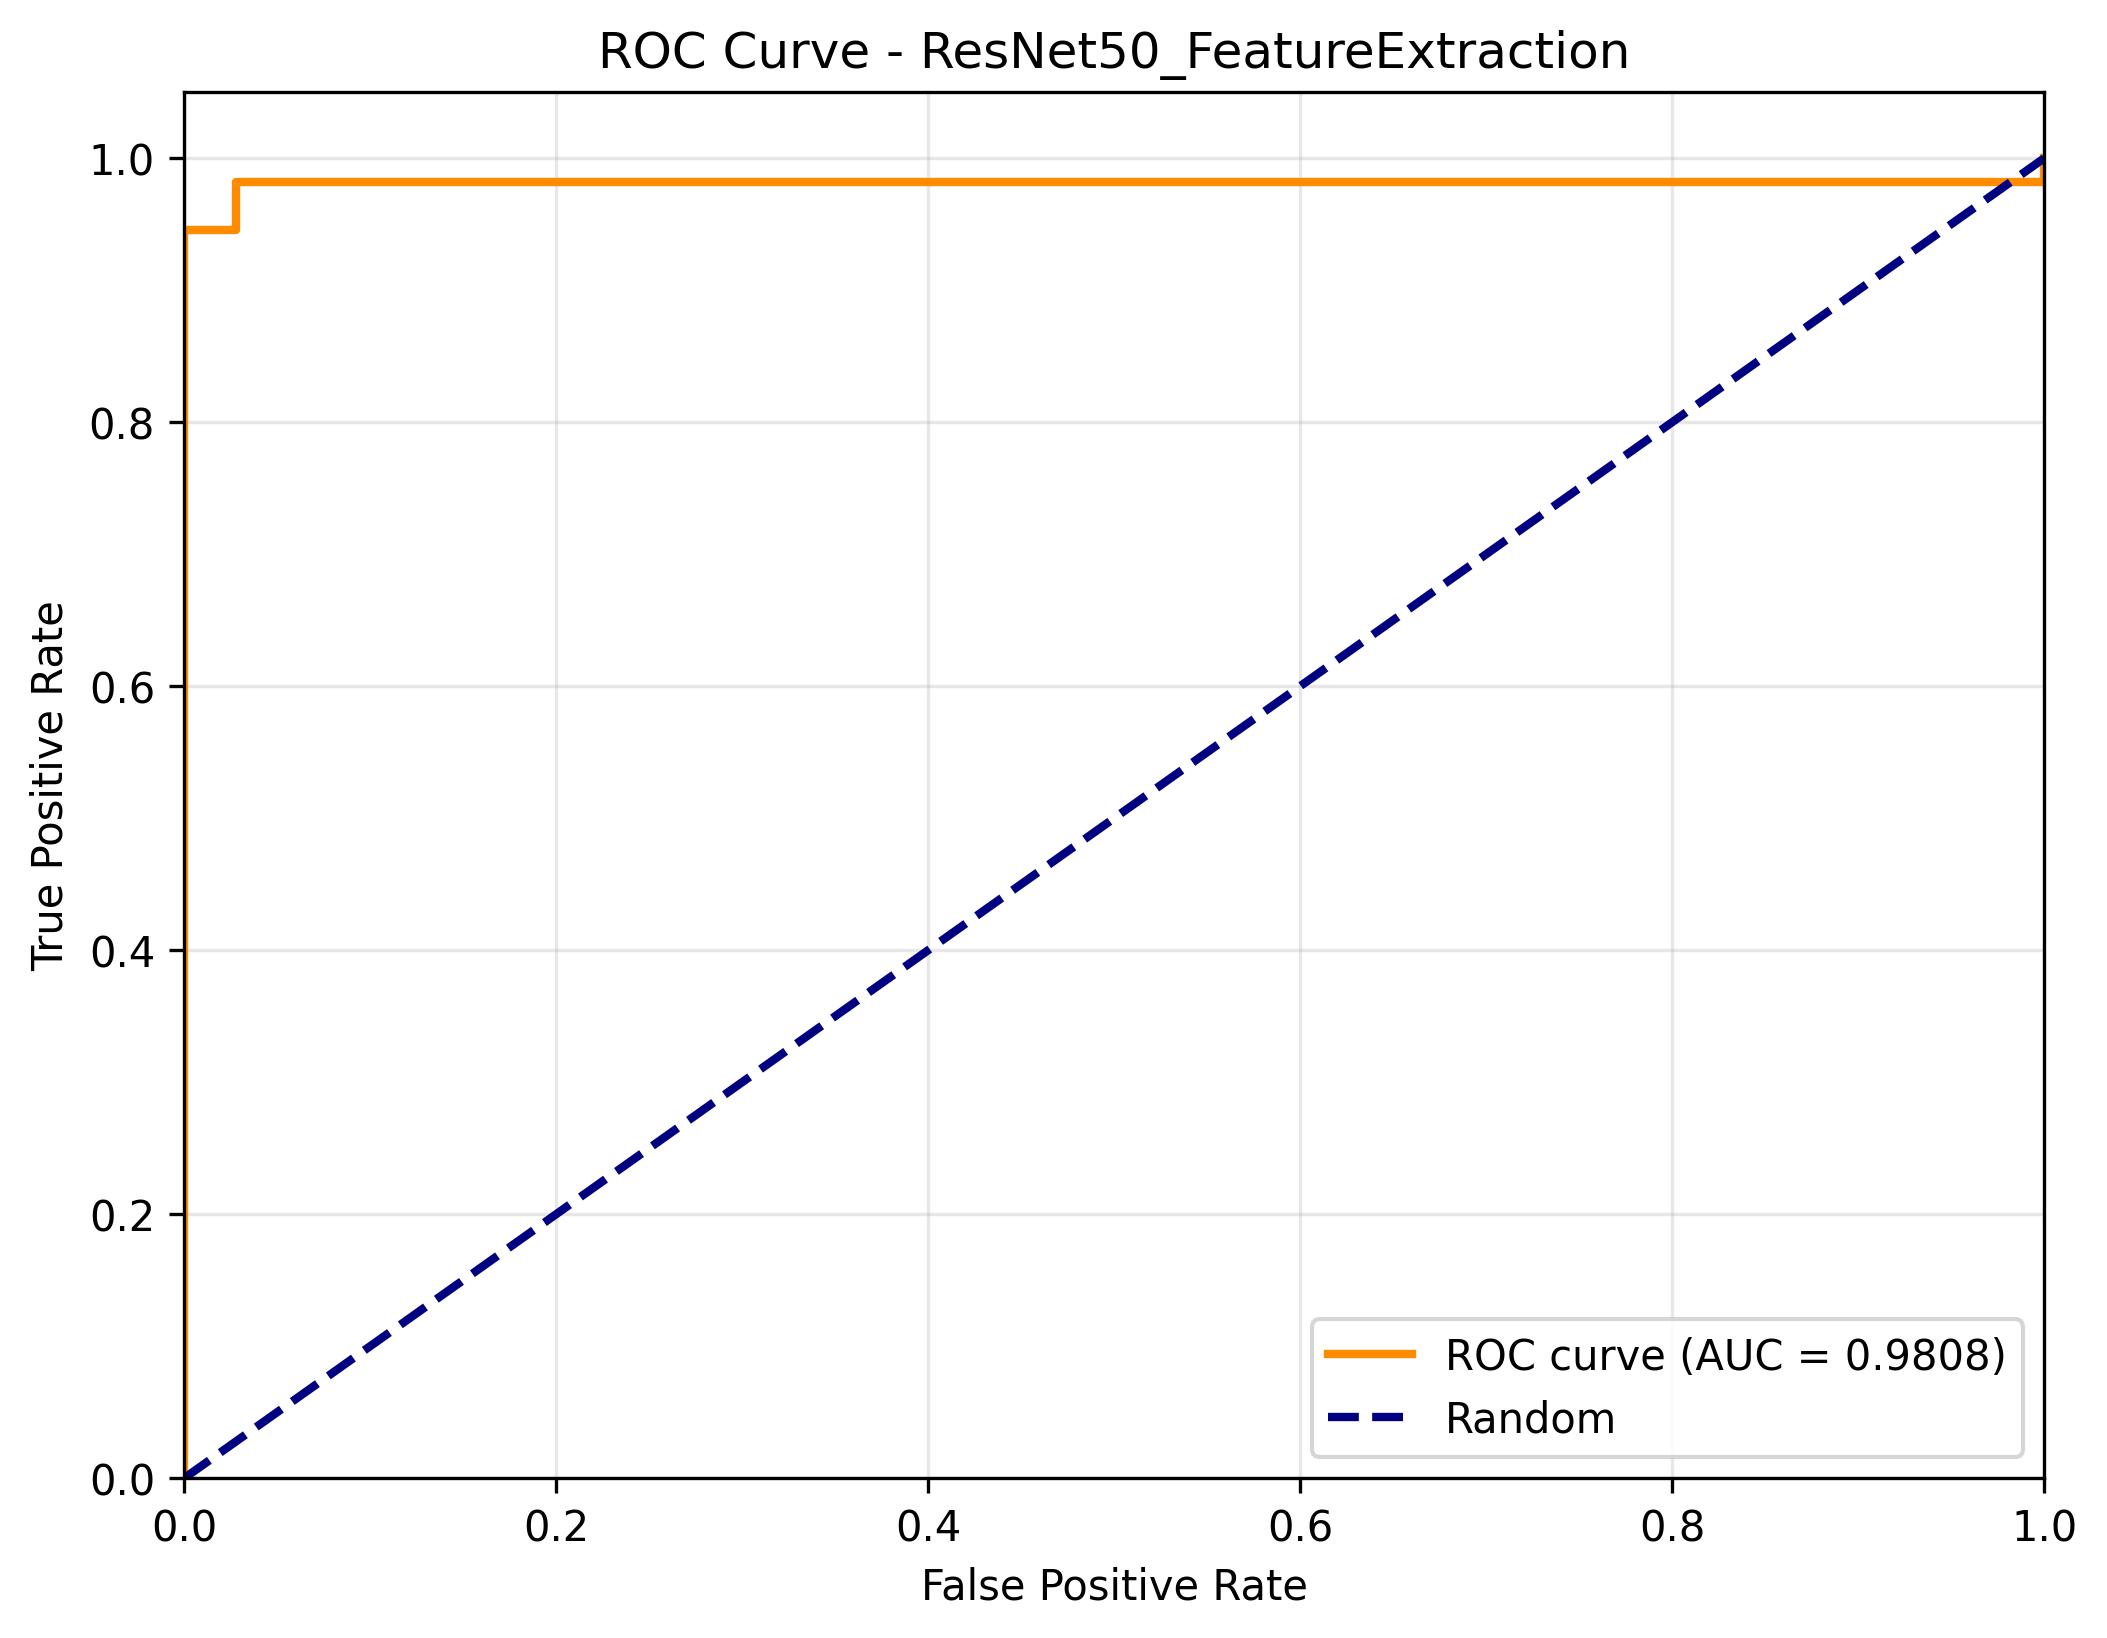 ROC Curve - ResNet50_FeatureExtraction
1.0
0.8
0.6
0.4
0.2
0.0
True Positive Rate
0.0 0.2 0.4 0.6 0.8 1.0
False Positive Rate
ROC curve (AUC = 0.9808)
Random